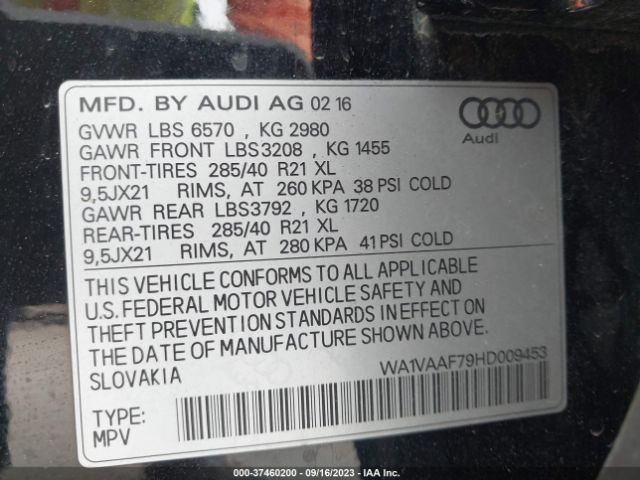 MFD. BY AUDI AG 02 16
Audi
GVWR LBS 6570 , KG 2980
GAWR FRONT LBS3208 , KG 1455
FRONT-TIRES 285/40 R21 XL
9,5JX21 RIMS, AT 260 KPA 38 PSI COLD
GAWR REAR LBS3792 , KG 1720
REAR-TIRES 285/40 R21 XL
9,5JX21 RIMS, AT 280 KPA 41 PSI COLD
THIS VEHICLE CONFORMS TO ALL APPLICABLE
U.S. FEDERAL MOTOR VEHICLE SAFETY AND
THEFT PREVENTION STANDARDS IN EFFECT ON
THE DATE OF MANUFACTURE SHOWN ABOVE.
SLOVAKIA
WA1VAAF79HD009453
TYPE:
MPV
000-37460200 - 09/16/2023 - IAA Inc.